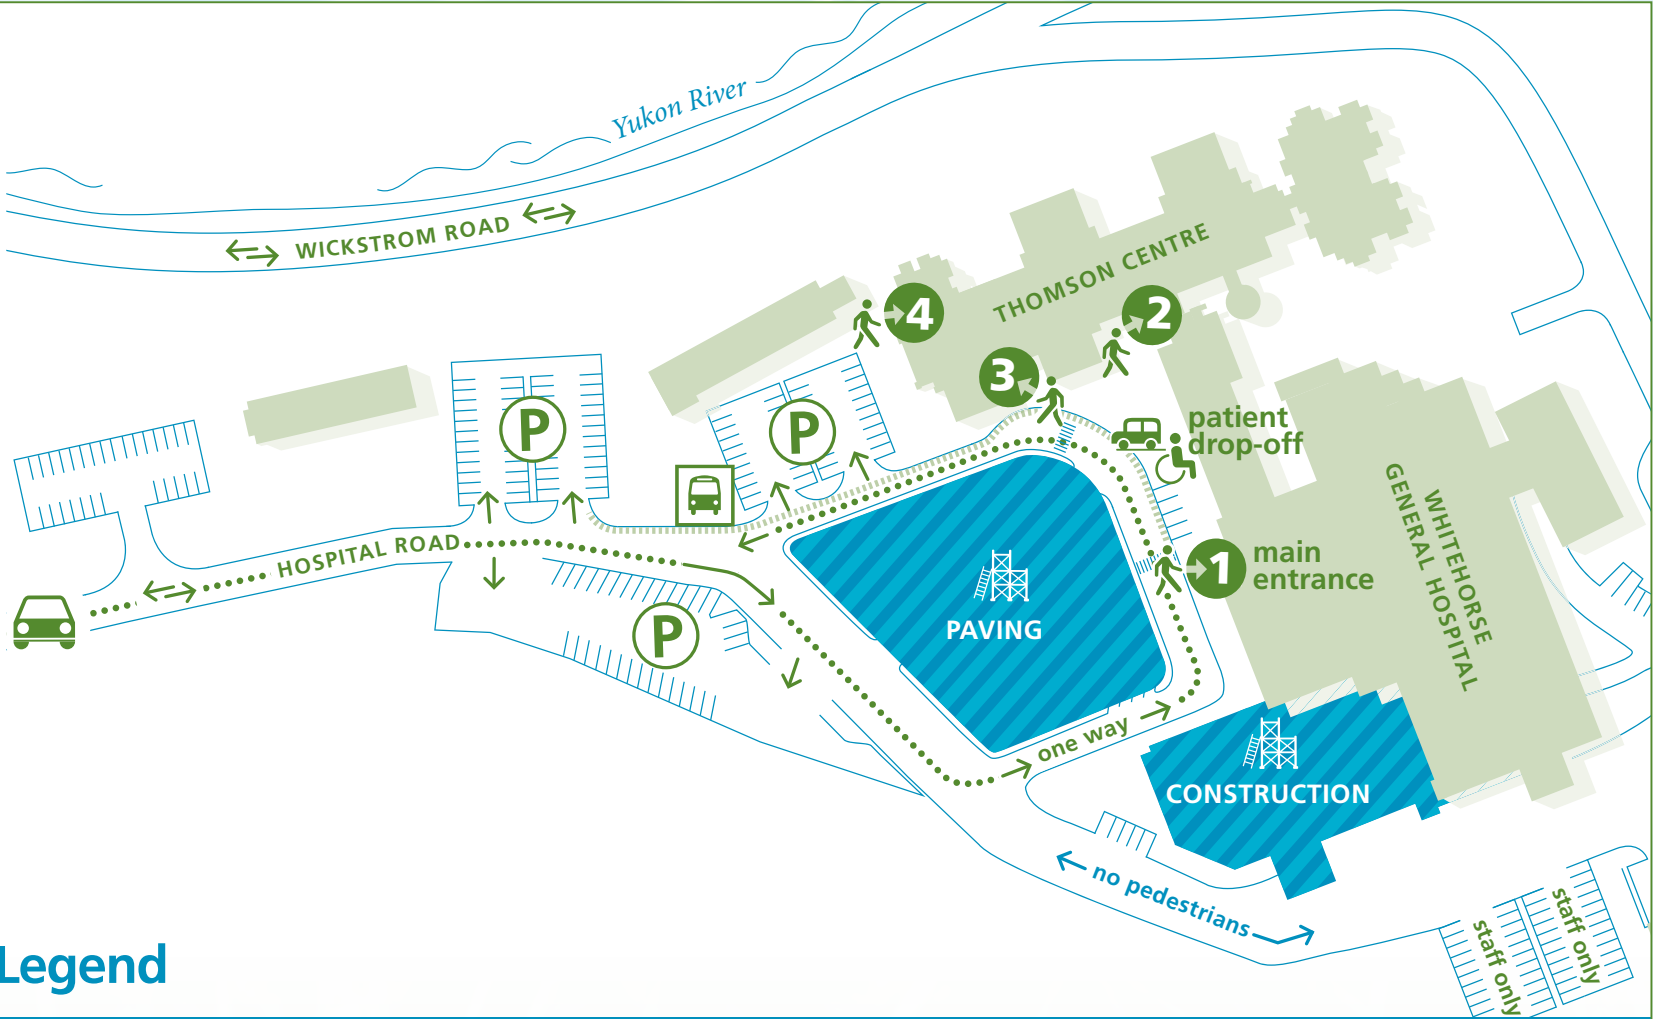 Yukon River
WICKSTROM ROAD
THOMSON CENTRE
4
2
3
P
P
patient
drop-off
HOSPITAL ROAD
WHITEHORSE
GENERAL HOSPITAL
1
main
entrance
P
PAVING
one way
CONSTRUCTION
no pedestrians
staff only
staff only
Legend